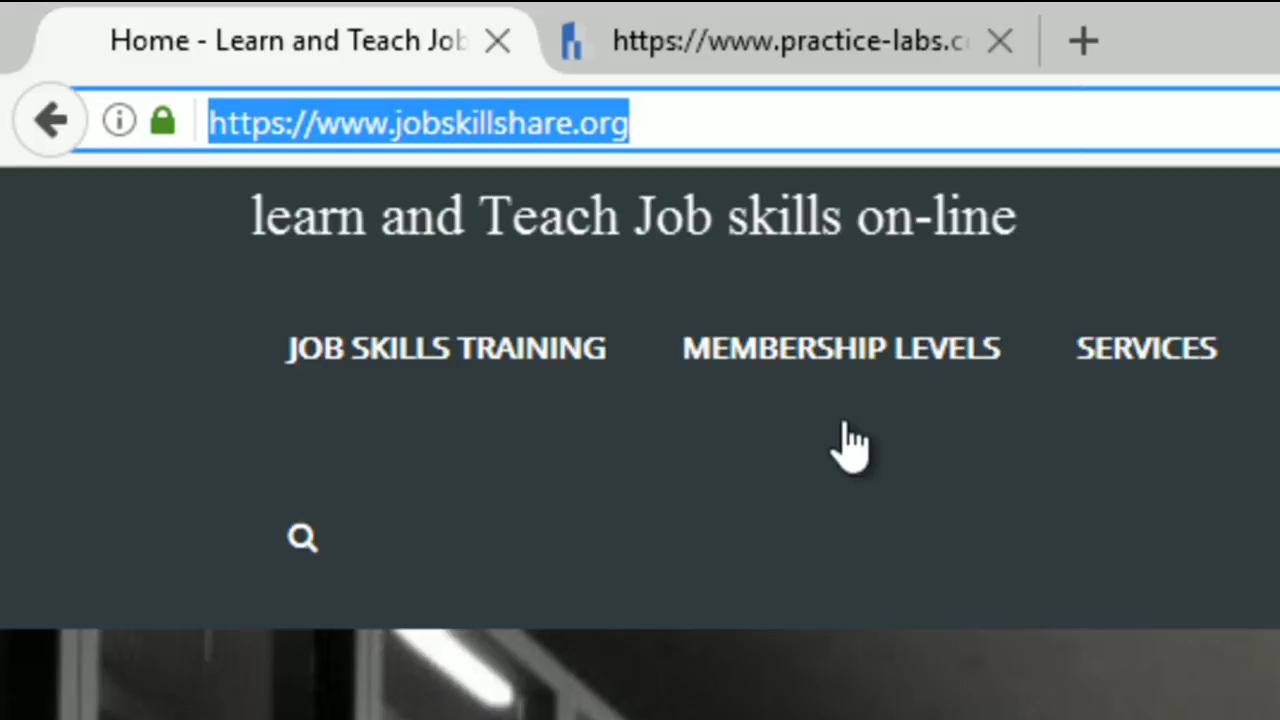 Home - Learn and Teach Job
https://www.practice-labs.c
https://www.jobskillshare.org
learn and Teach Job skills on-line
JOB SKILLS TRAINING MEMBERSHIP LEVELS SERVICES